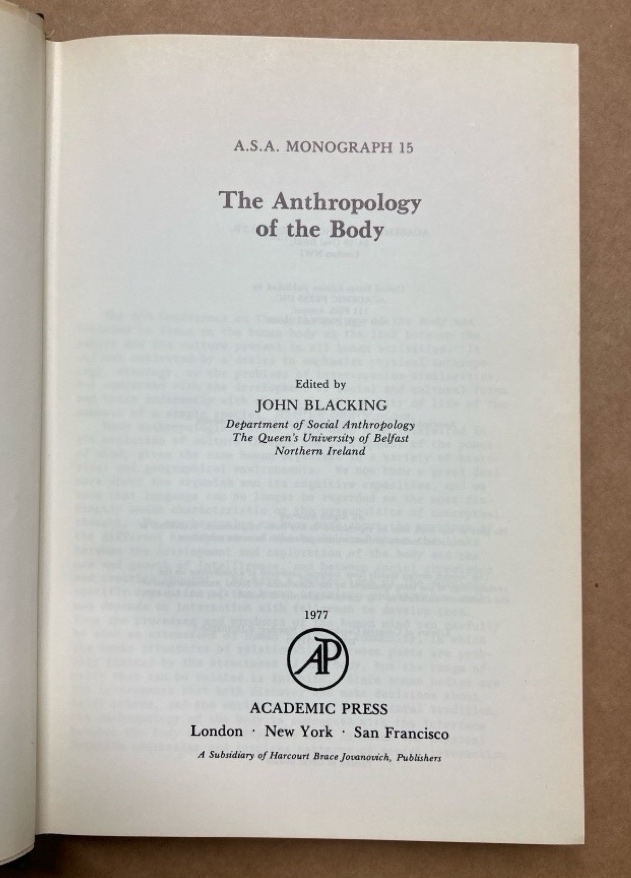 A.S.A. MONOGRAPH 15
The Anthropology
of the Body
Edited by
JOHN BLACKING
Department of Social Anthropology
The Queen's University of Belfast
Northern Ireland
1977
AP
ACADEMIC PRESS
London · New York · San Francisco
A Subsidiary of Harcourt Brace Jovanovich, Publishers